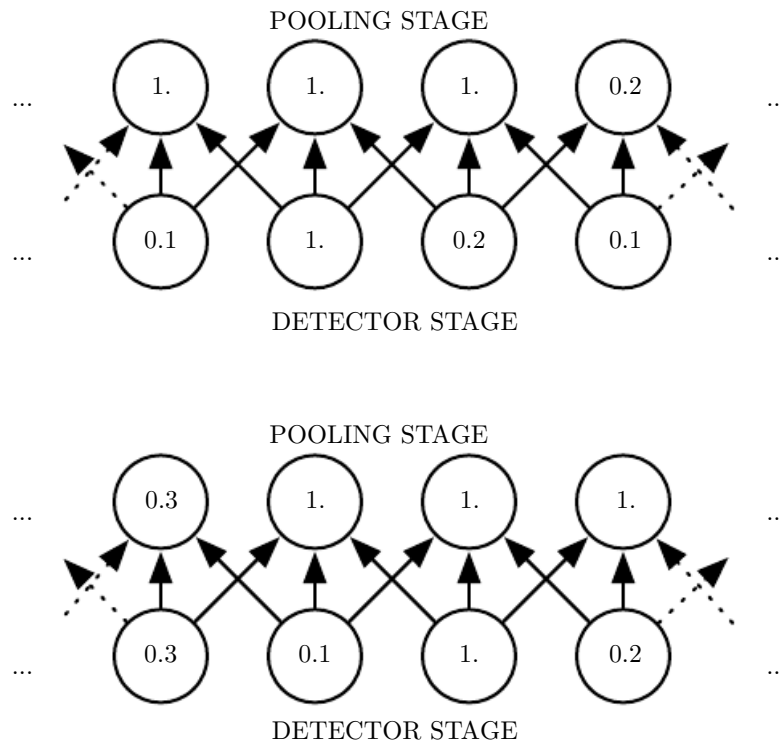 POOLING STAGE
... 1. 1. 1. 0.2 ..
... 0.1 1. 0.2 0.1 ..
DETECTOR STAGE
POOLING STAGE
... 0.3 1. 1. 1. ..
... 0.3 0.1 1. 0.2 ..
DETECTOR STAGE